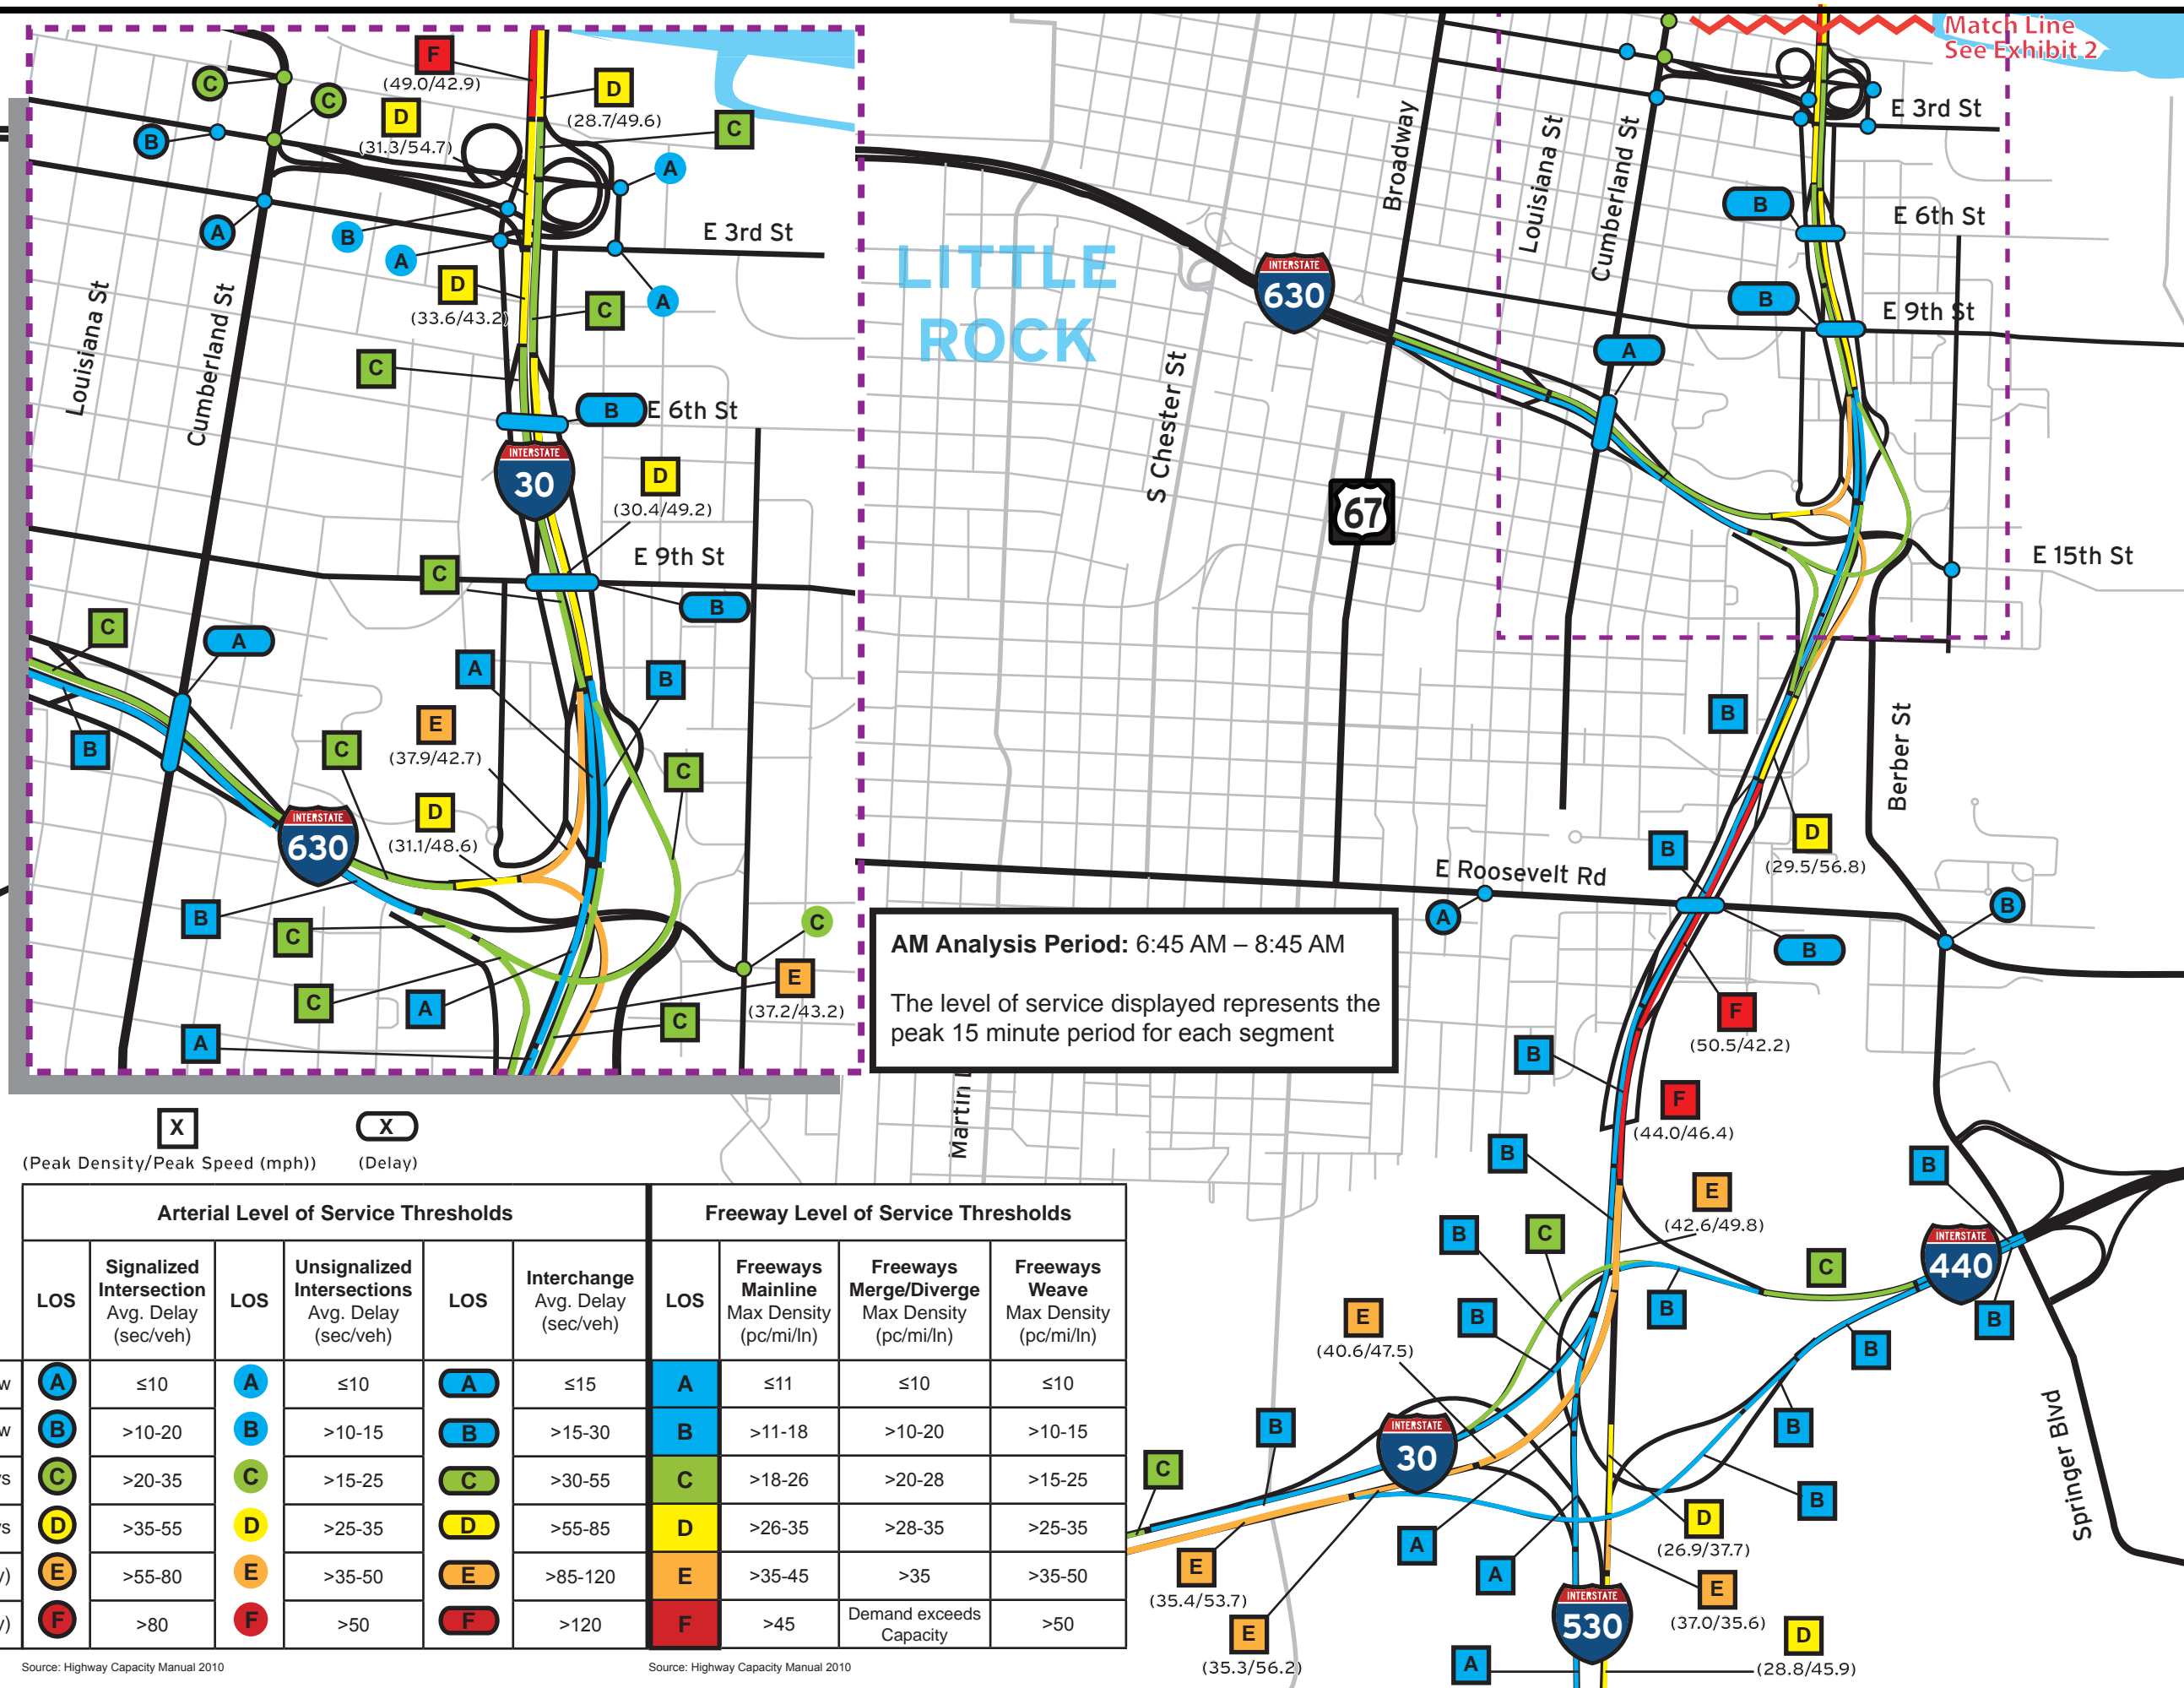 Match Line
See Exhibit 2
F
(49.0/42.9)
D
(28.7/49.6)
C
C
D
(31.3/54.7)
C
B
A
A
B
A
E 3rd St
D
(33.6/43.2)
C
A
C
Louisiana St
Cumberland St
B
E 6th St
INTERSTATE
30
D
(30.4/49.2)
E 9th St
C
B
C
A
A
B
E
(37.9/42.7)
B
C
C
D
(31.1/48.6)
INTERSTATE
630
B
C
C
E
(37.2/43.2)
C
A
C
A
LITTLE
ROCK
Broadway
Louisiana St
Cumberland St
S Chester St
INTERSTATE
630
67
E 3rd St
B
E 6th St
B
E 9th St
A
E 15th St
B
Berber St
D
(29.5/56.8)
B
E Roosevelt Rd
A
B
B
F
(50.5/42.2)
B
F
(44.0/46.4)
B
B
E
(42.6/49.8)
B
C
C
INTERSTATE
440
B
B
B
E
(40.6/47.5)
B
B
B
B
INTERSTATE
30
C
B
D
(26.9/37.7)
A
A
E
(35.4/53.7)
E
(37.0/35.6)
E
(35.3/56.2)
INTERSTATE
530
D
(28.8/45.9)
A
Springer Blvd
AM Analysis Period: 6:45 AM – 8:45 AM
The level of service displayed represents the
peak 15 minute period for each segment
X
X
(Peak Density/Peak Speed (mph))
(Delay)
Arterial Level of Service Thresholds
Freeway Level of Service Thresholds
LOS
Signalized
Intersection
Avg. Delay
(sec/veh)
LOS
Unsignalized
Intersections
Avg. Delay
(sec/veh)
LOS
Interchange
Avg. Delay
(sec/veh)
LOS
Freeways
Mainline
Max Density
(pc/mi/ln)
Freeways
Merge/Diverge
Max Density
(pc/mi/ln)
Freeways
Weave
Max Density
(pc/mi/ln)
A ≤10 A ≤10 A ≤15 A ≤11 ≤10 ≤10
B >10-20 B >10-15 B >15-30 B >11-18 >10-20 >10-15
C >20-35 C >15-25 C >30-55 C >18-26 >20-28 >15-25
D >35-55 D >25-35 D >55-85 D >26-35 >28-35 >25-35
E >55-80 E >35-50 E >85-120 E >35-45 >35 >35-50
F >80 F >50 F >120 F >45 Demand exceeds Capacity >50
Source: Highway Capacity Manual 2010
Source: Highway Capacity Manual 2010
Martin